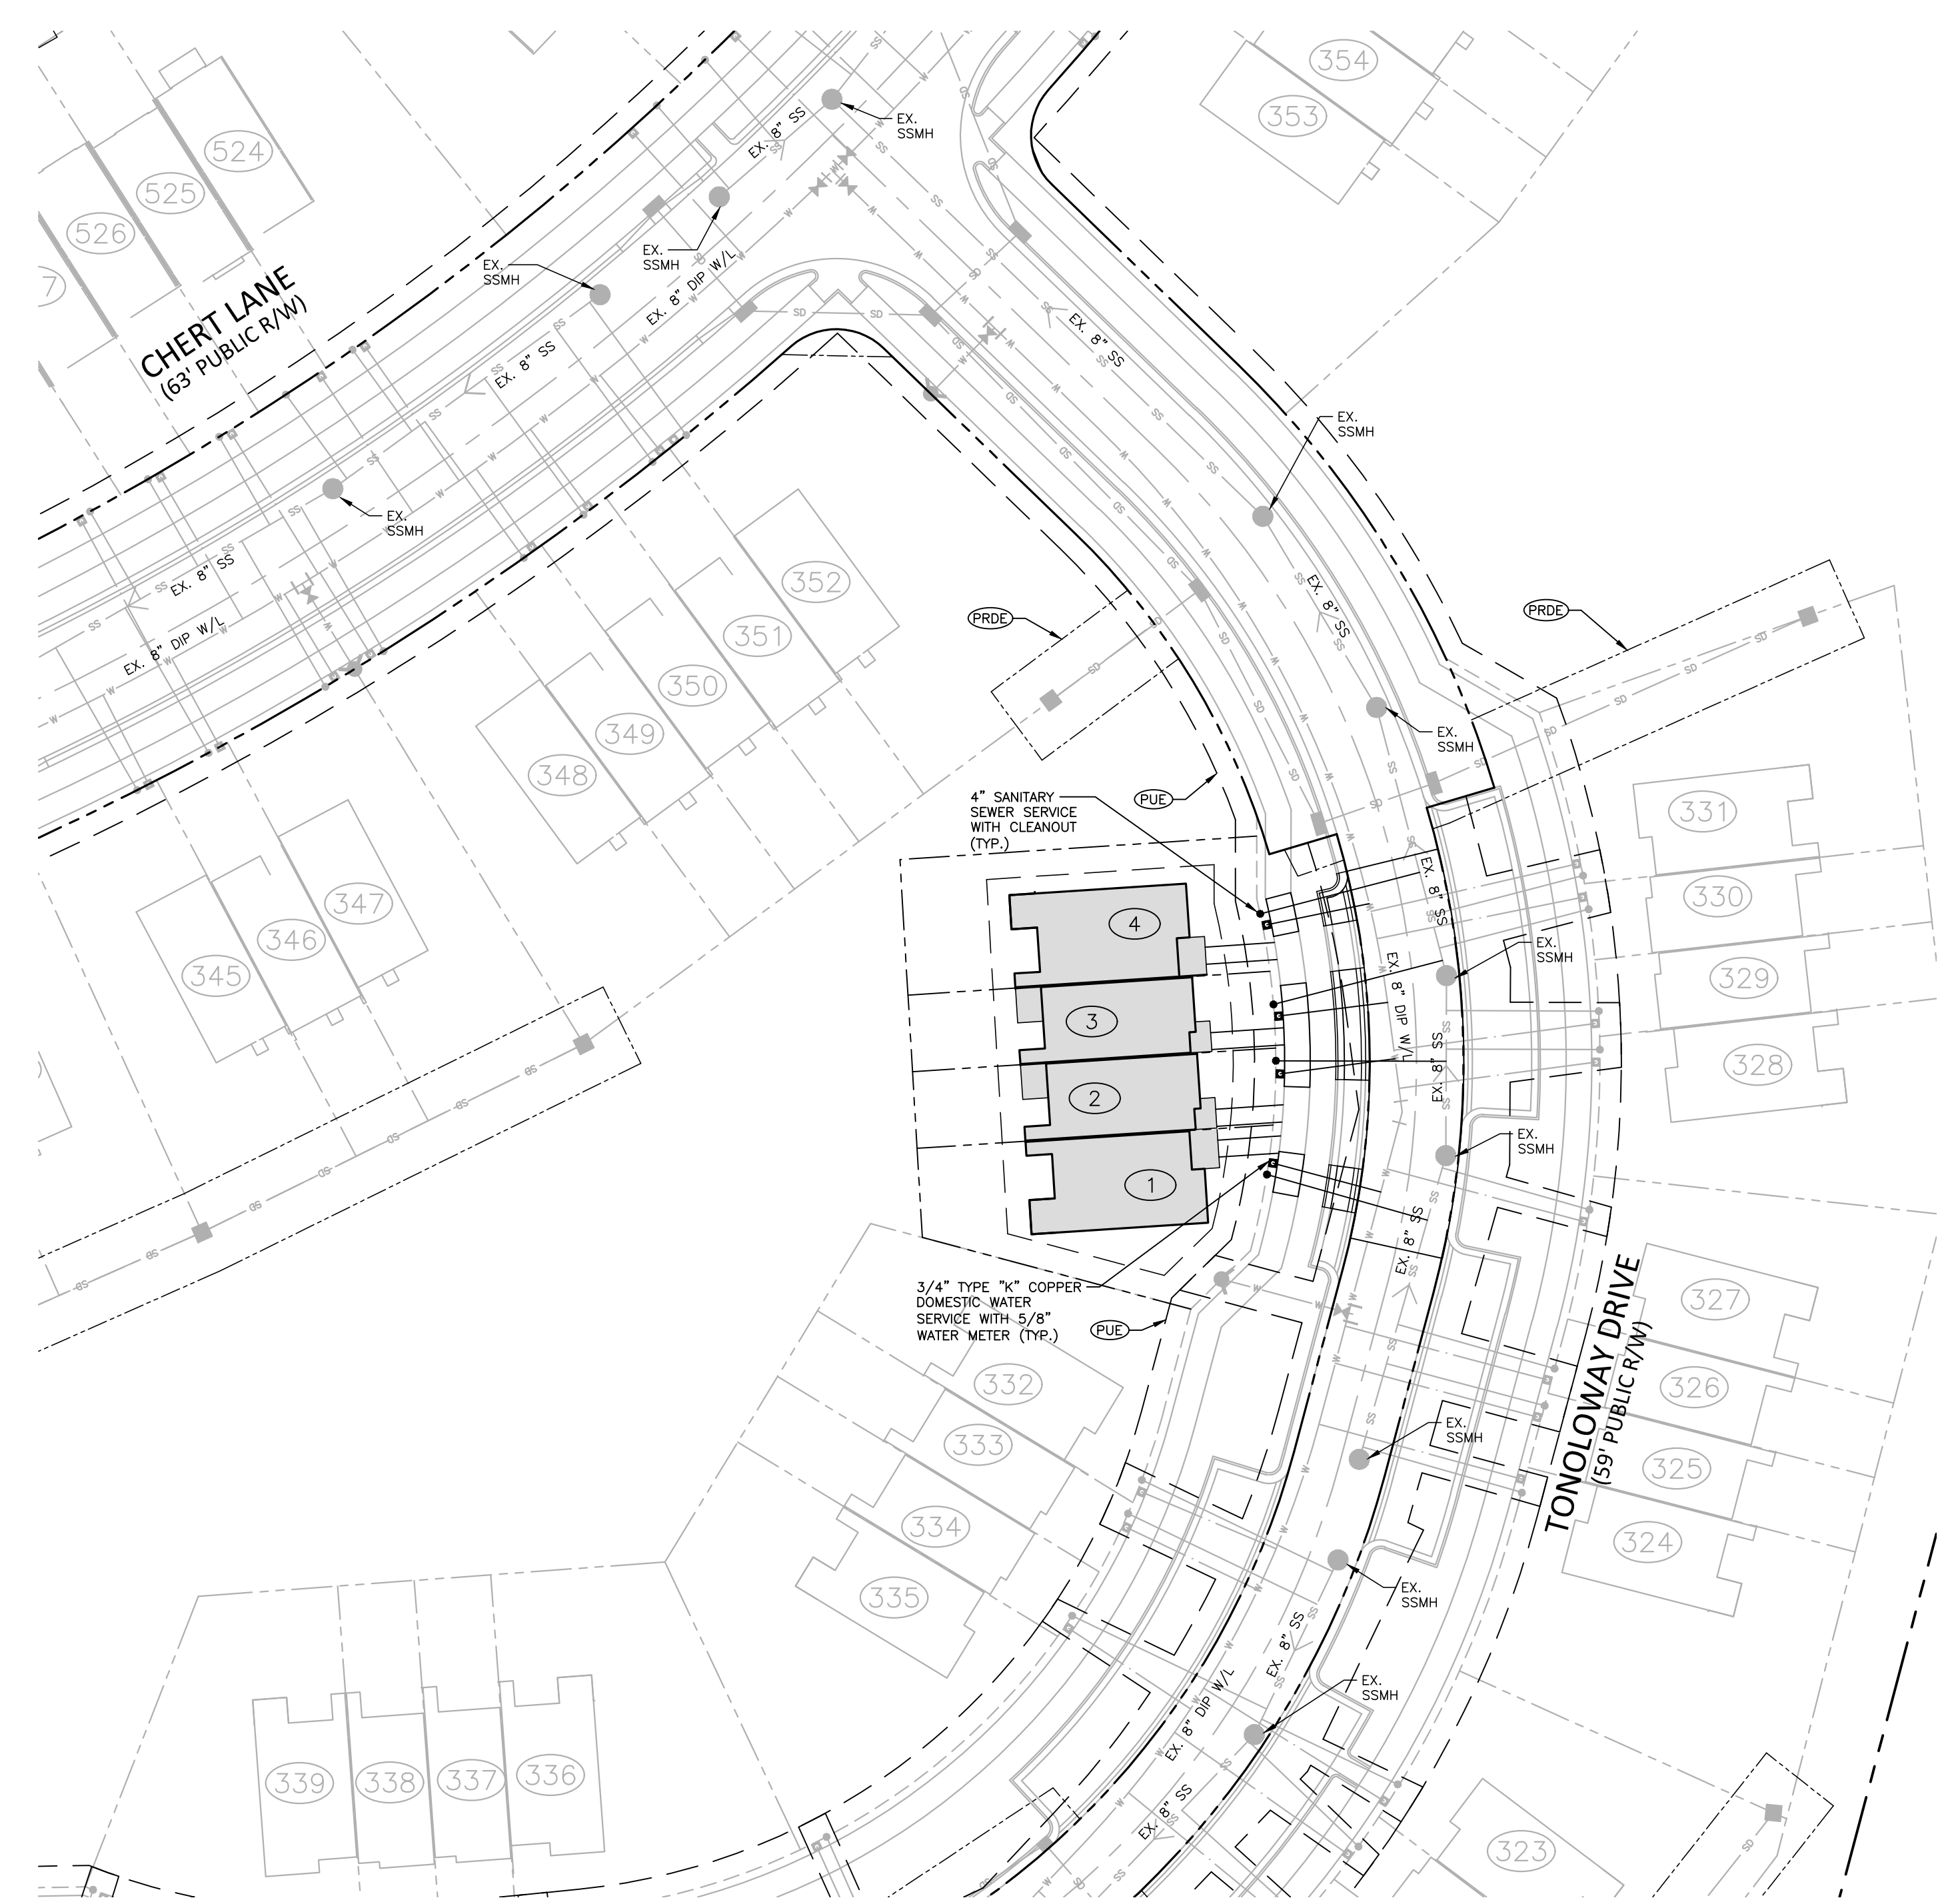 354
353
524
525
526
7
EX. 8" SS
EX.
SSMH
EX.
SSMH
EX.
SSMH
EX. 8" DIP W/L
CHERT LANE
(63' PUBLIC R/W)
EX. 8" SS
EX. 8" SS
SD
SD
EX.
SSMH
EX.
SSMH
EX. 8" SS
EX. 8" DIP W/L
EX. 8" SS
352
351
350
349
348
347
346
345
PRDE
PRDE
EX.
SSMH
4" SANITARY
SEWER SERVICE
WITH CLEANOUT
(TYP.)
PUE
331
330
329
328
EX. 8" SS
EX.
SSMH
EX. 8" DIP W/L
EX. 8" SS
4
3
2
1
EX.
SSMH
EX. 8" SS
3/4" TYPE "K" COPPER
DOMESTIC WATER
SERVICE WITH 5/8"
WATER METER (TYP.)
PUE
TONOLOWAY DRIVE
(59' PUBLIC R/W)
327
326
325
324
332
333
334
335
EX.
SSMH
EX.
SSMH
EX. 8" SS
EX.
SSMH
EX. 8" DIP W/L
EX. 8" SS
339
338
337
336
323